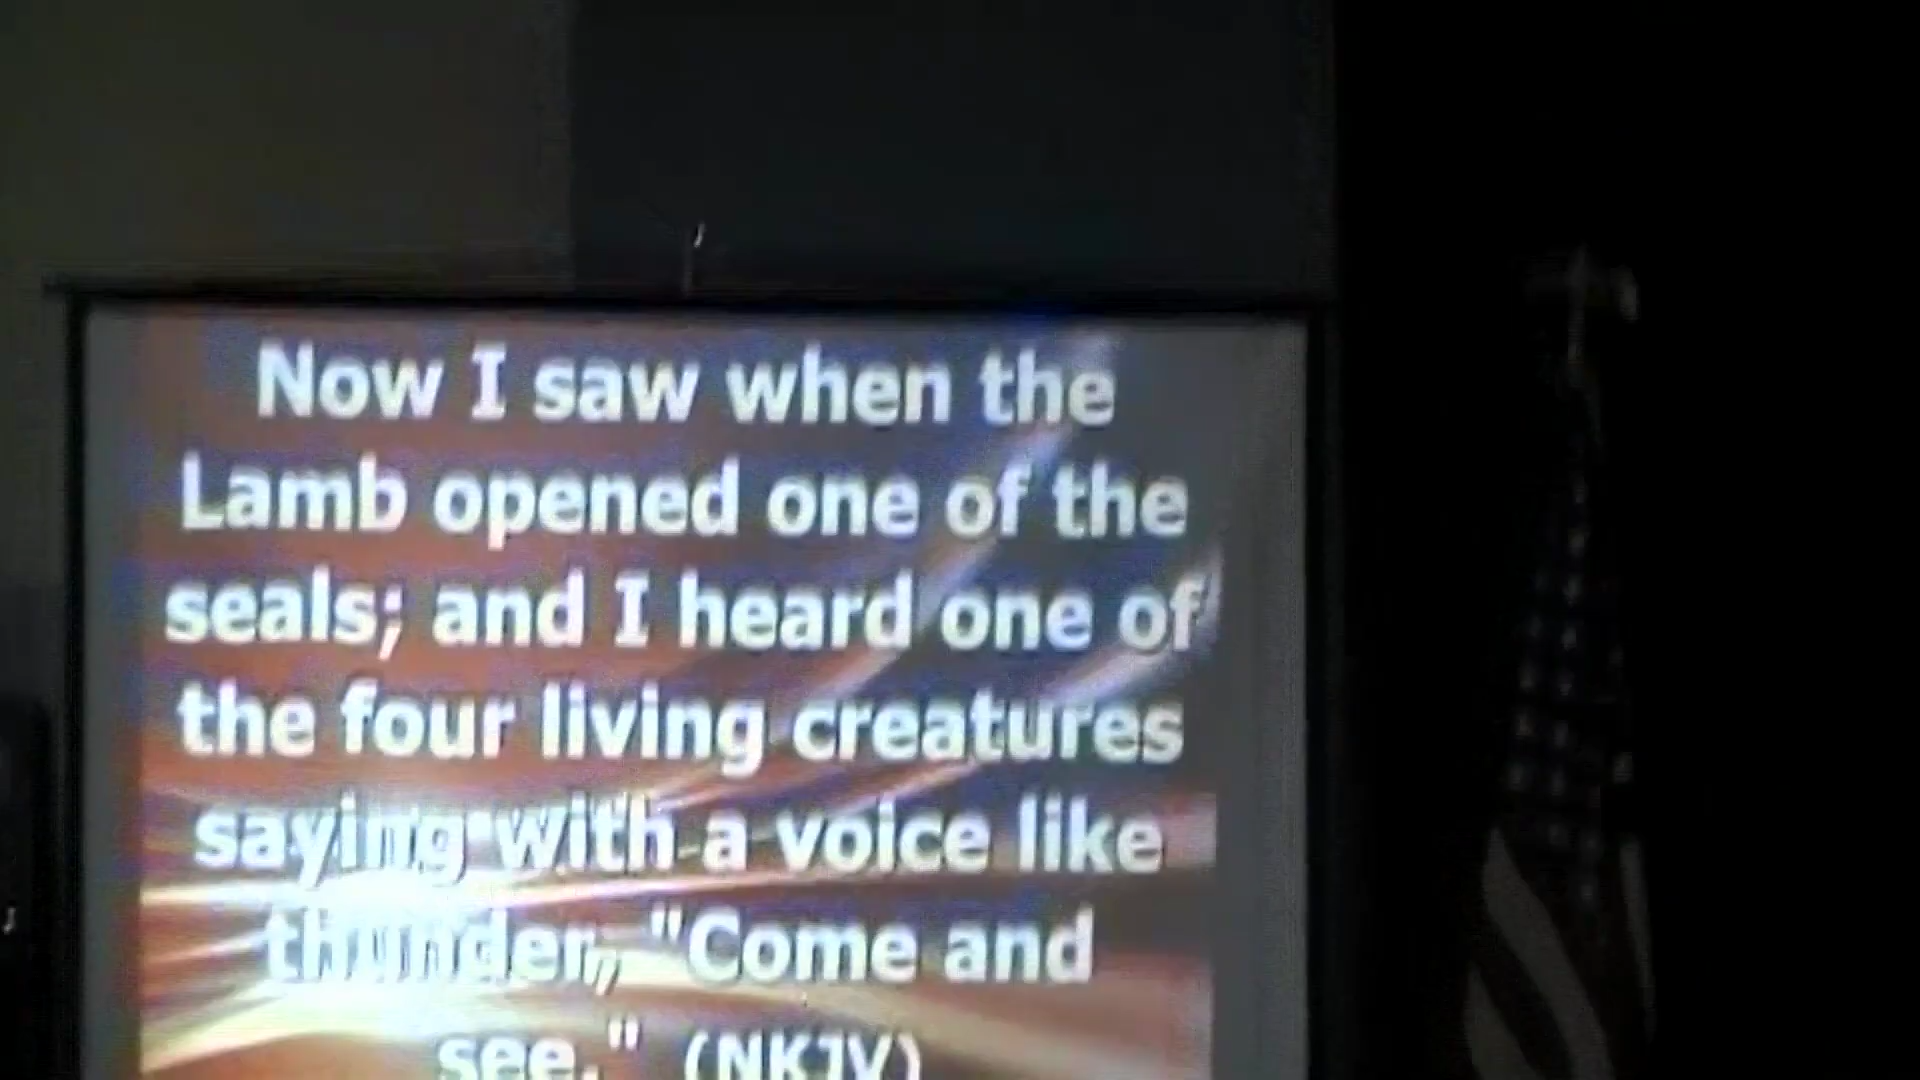 Now I saw when the
Lamb opened one of the
seals; and I heard one of
the four living creatures
saying with a voice like
thunder, "Come and
see." (NKJV)